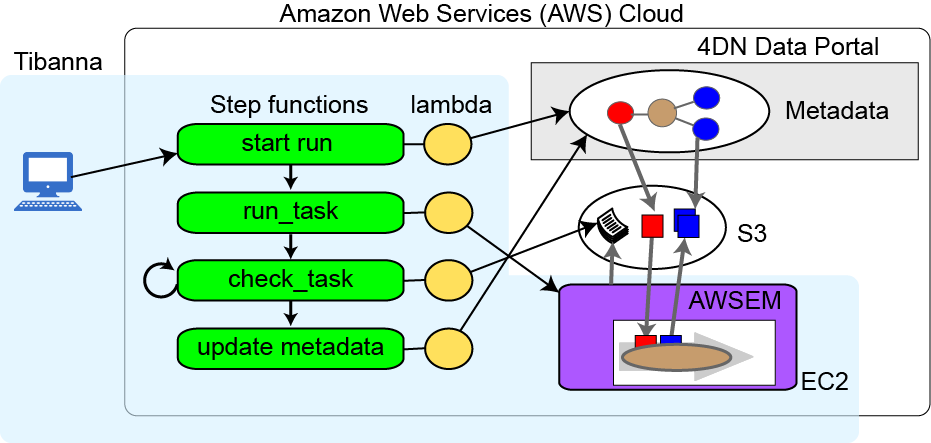 Amazon Web Services (AWS) Cloud
Tibanna
4DN Data Portal
Step functions
lambda
Metadata
start run
run_task
S3
check_task
AWSEM
update metadata
EC2